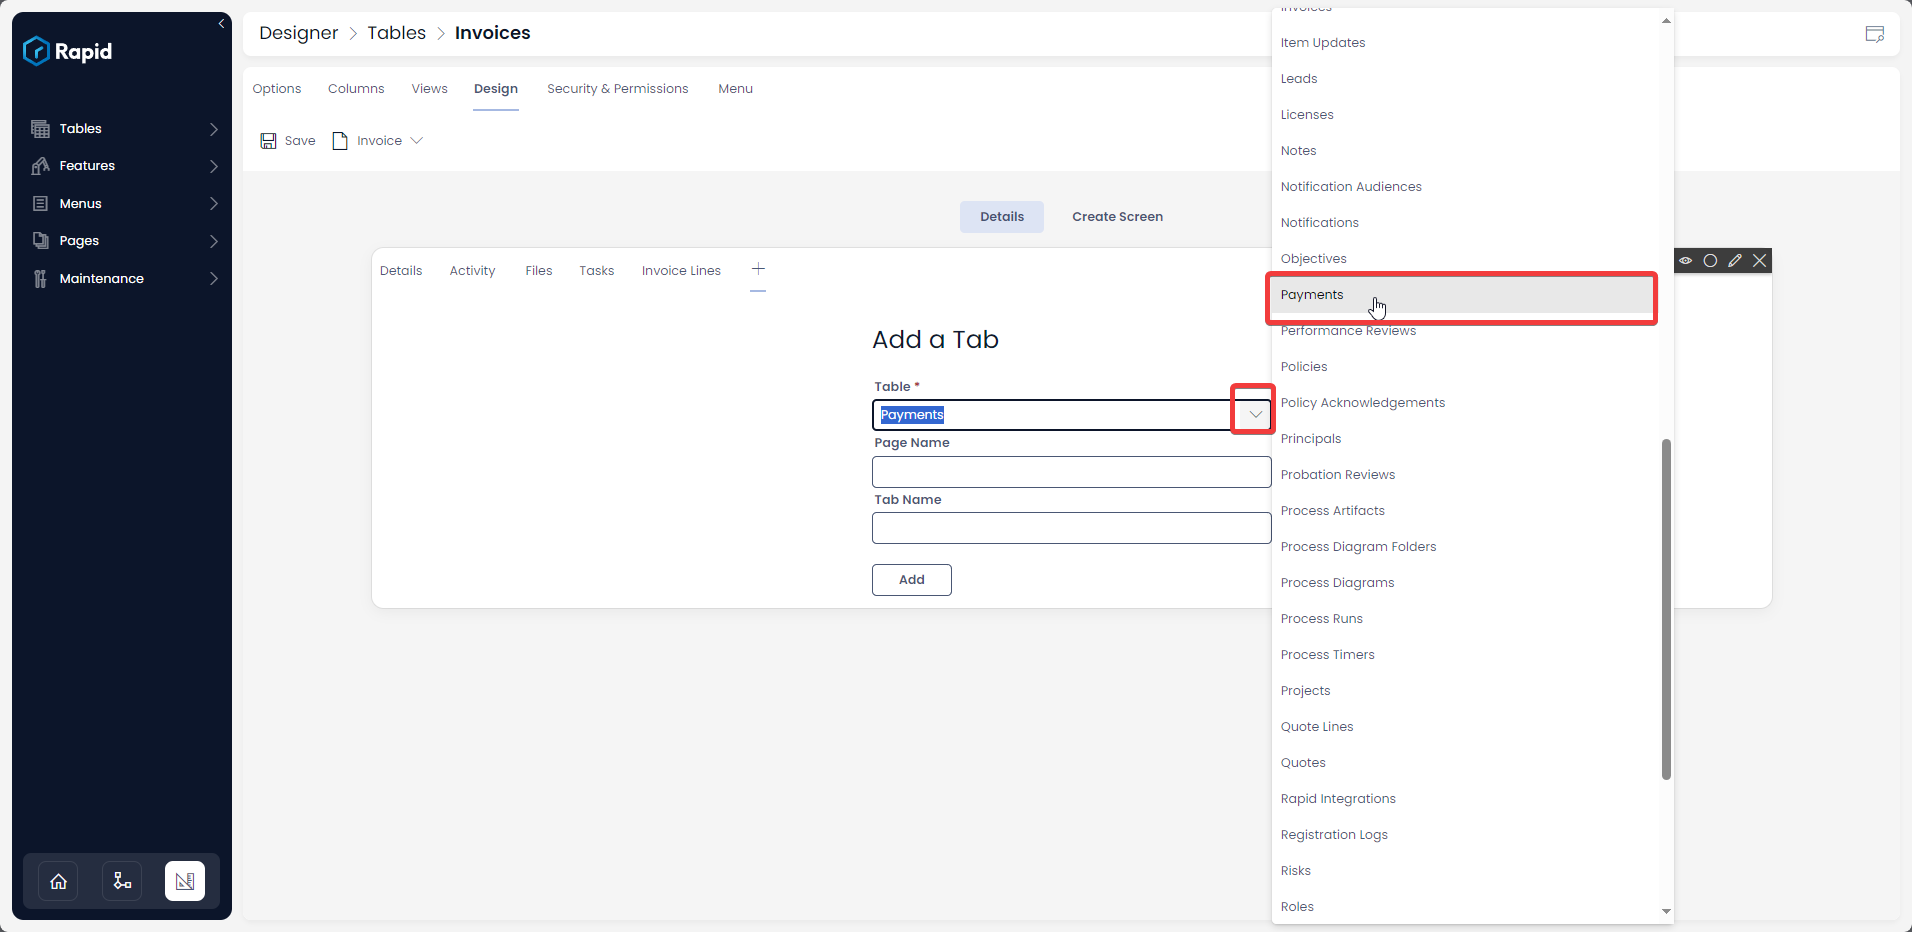 Rapid
Tables
Features
Menus
Pages
Maintenance
Designer > Tables > Invoices
Options Columns Views Design Security & Permissions Menu
Save Invoice
Details Create Screen
Details Activity Files Tasks Invoice Lines
Add a Tab
Table *
Payments
Page Name
Tab Name
Add
Invoices
Item Updates
Leads
Licenses
Notes
Notification Audiences
Notifications
Objectives
Payments
Performance Reviews
Policies
Policy Acknowledgements
Principals
Probation Reviews
Process Artifacts
Process Diagram Folders
Process Diagrams
Process Runs
Process Timers
Projects
Quote Lines
Quotes
Rapid Integrations
Registration Logs
Risks
Roles